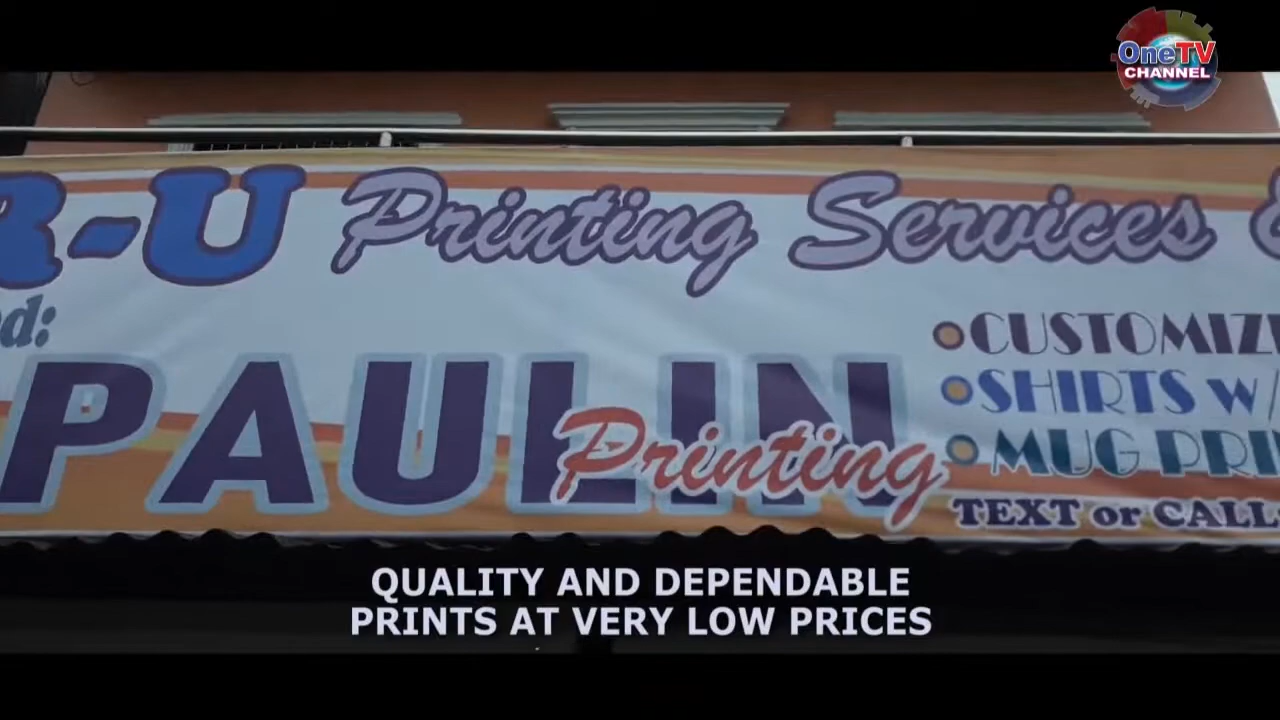 OneTV
CHANNEL
R-U Printing Services &
ed:
PAULIN
Printing
CUSTOMIZ
SHIRTS w/
MUG PRI
TEXT or CALL
QUALITY AND DEPENDABLE
PRINTS AT VERY LOW PRICES